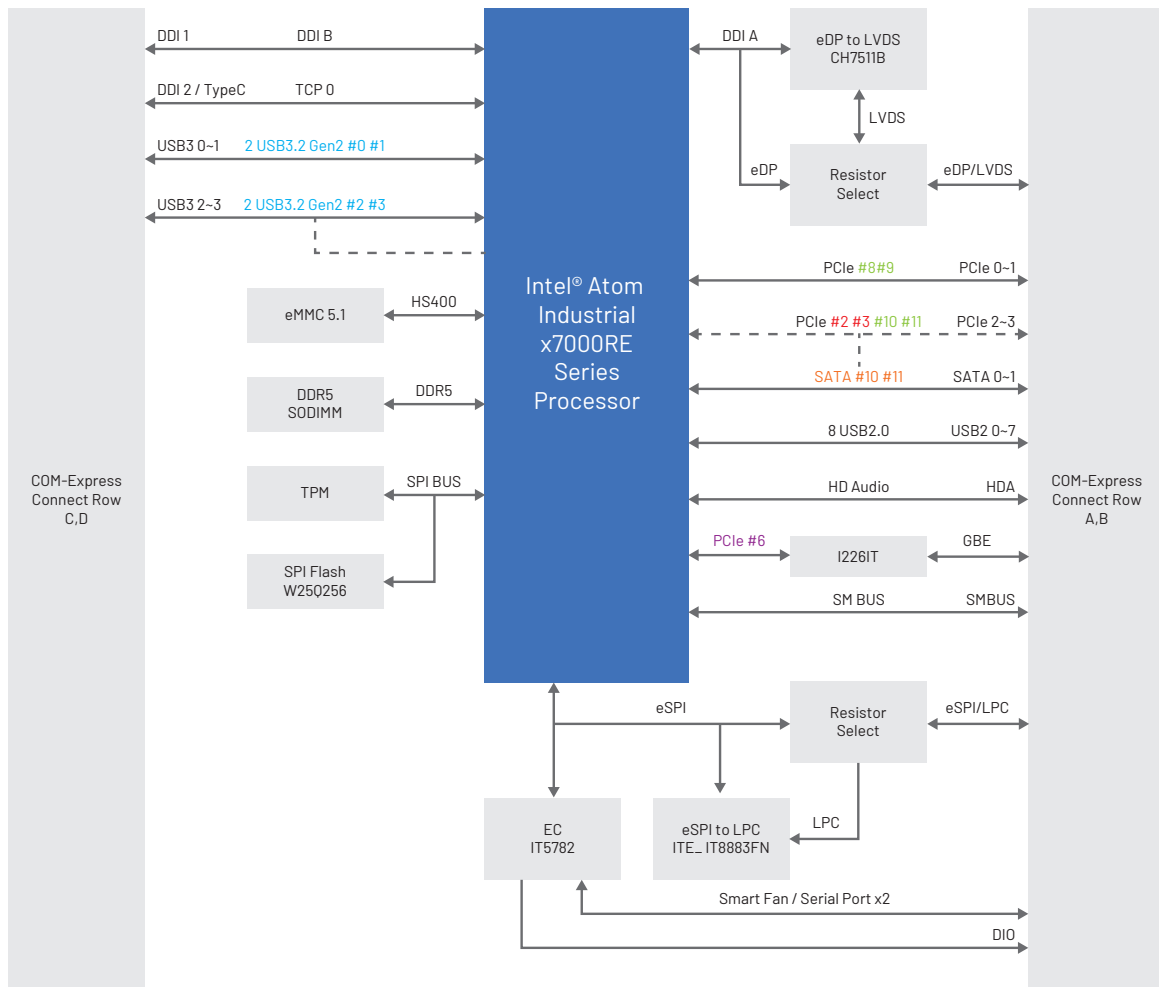 DDI 1 DDI B
DDI 2 / TypeC TCP 0
USB3 0~1 2 USB3.2 Gen2 #0 #1
USB3 2~3 2 USB3.2 Gen2 #2 #3
eMMC 5.1
HS400
DDR5
SODIMM
DDR5
TPM
SPI BUS
SPI Flash
W25Q256
COM-Express
Connect Row
C,D
Intel® Atom
Industrial
x7000RE
Series
Processor
DDI A
eDP to LVDS
CH7511B
LVDS
eDP
Resistor
Select
eDP/LVDS
PCIe #8#9 PCIe 0~1
PCIe #2 #3 #10 #11 PCIe 2~3
SATA #10 #11 SATA 0~1
8 USB2.0 USB2 0~7
HD Audio HDA
PCIe #6
I226IT
GBE
SM BUS SMBUS
COM-Express
Connect Row
A,B
eSPI
Resistor
Select
eSPI/LPC
EC
IT5782
eSPI to LPC
ITE_ IT8883FN
LPC
Smart Fan / Serial Port x2
DIO